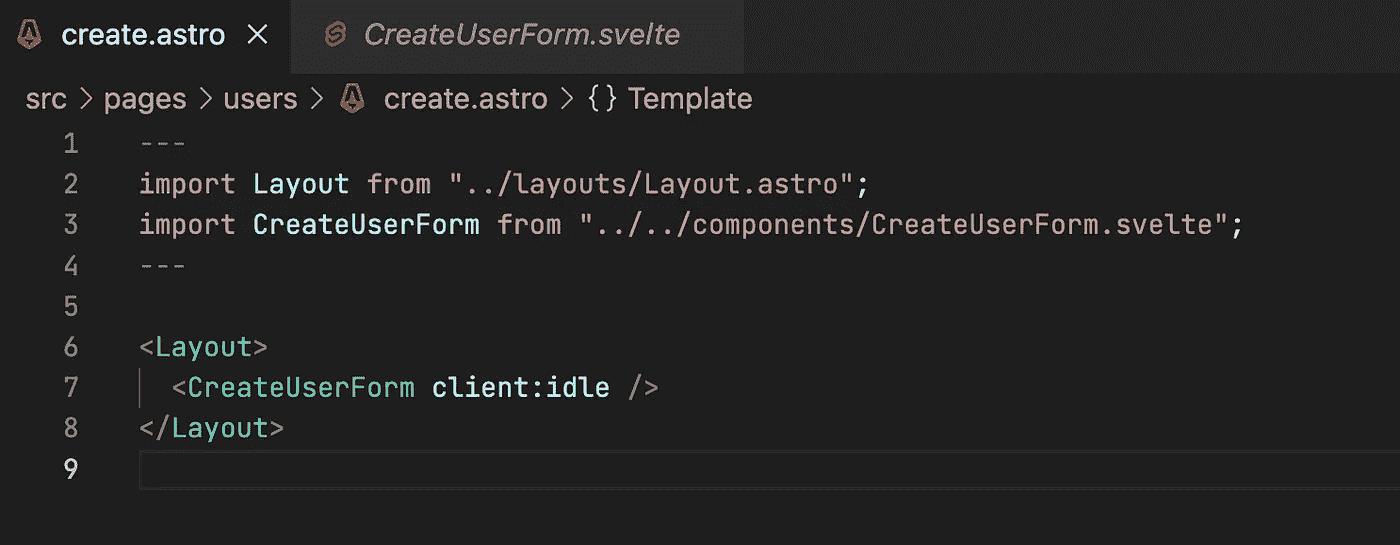 create.astro CreateUserForm.svelte
src > pages > users > create.astro > {} Template
1 ---
2 import Layout from "../layouts/Layout.astro";
3 import CreateUserForm from "../../components/CreateUserForm.svelte";
4 ---
5
6 <Layout>
7 <CreateUserForm client:idle />
8 </Layout>
9